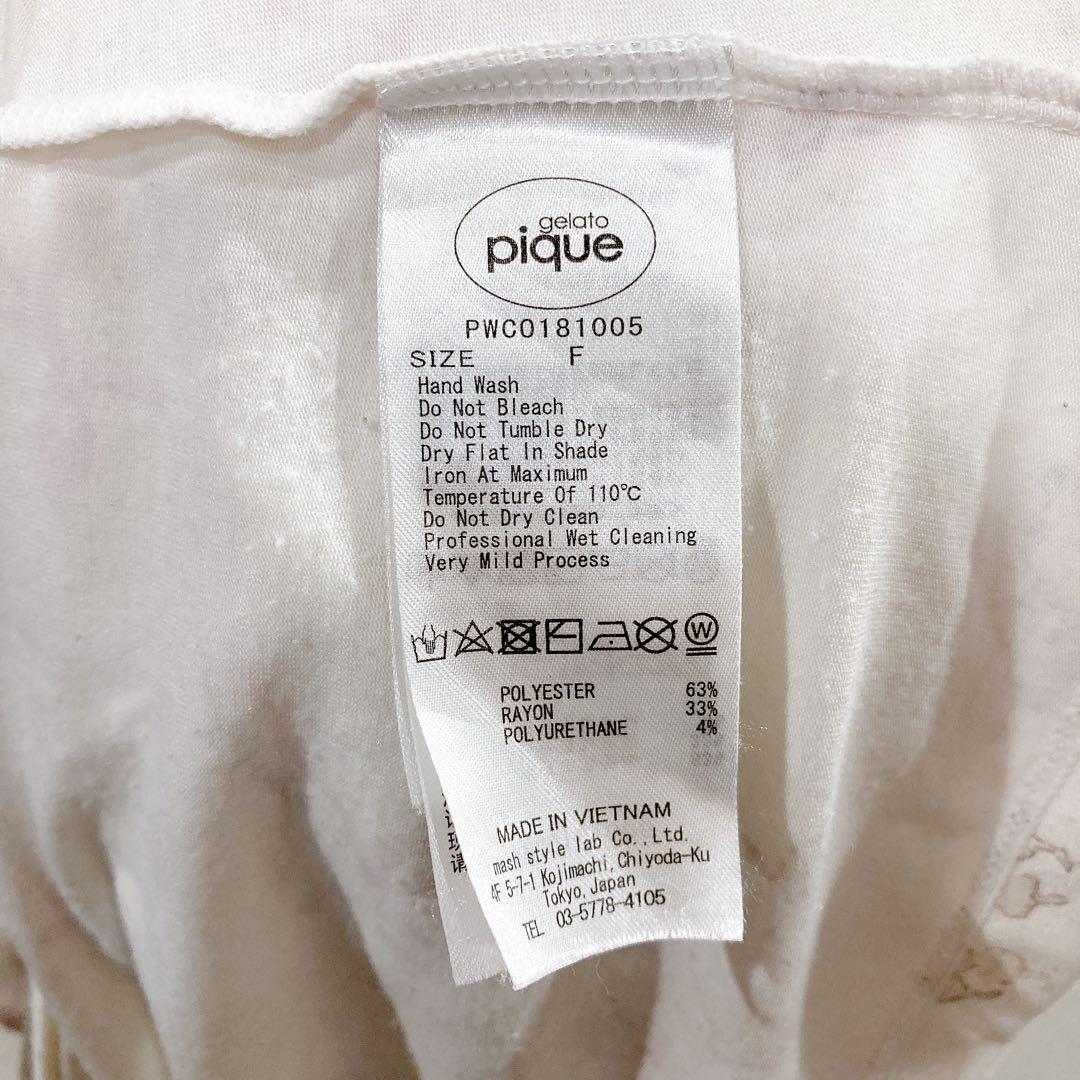 gelato
pique
PWC0181005
SIZE F
Hand Wash
Do Not Bleach
Do Not Tumble Dry
Dry Flat In Shade
Iron At Maximum
Temperature Of 110℃
Do Not Dry Clean
Professional Wet Cleaning
Very Mild Process
W
POLYESTER 63%
RAYON 33%
POLYURETHANE 4%
MADE IN VIETNAM
mash style lab Co., Ltd.
4F 5-7-1 Kojimachi, Chiyoda-Ku
Tokyo, Japan
TEL 03-5778-4105
请